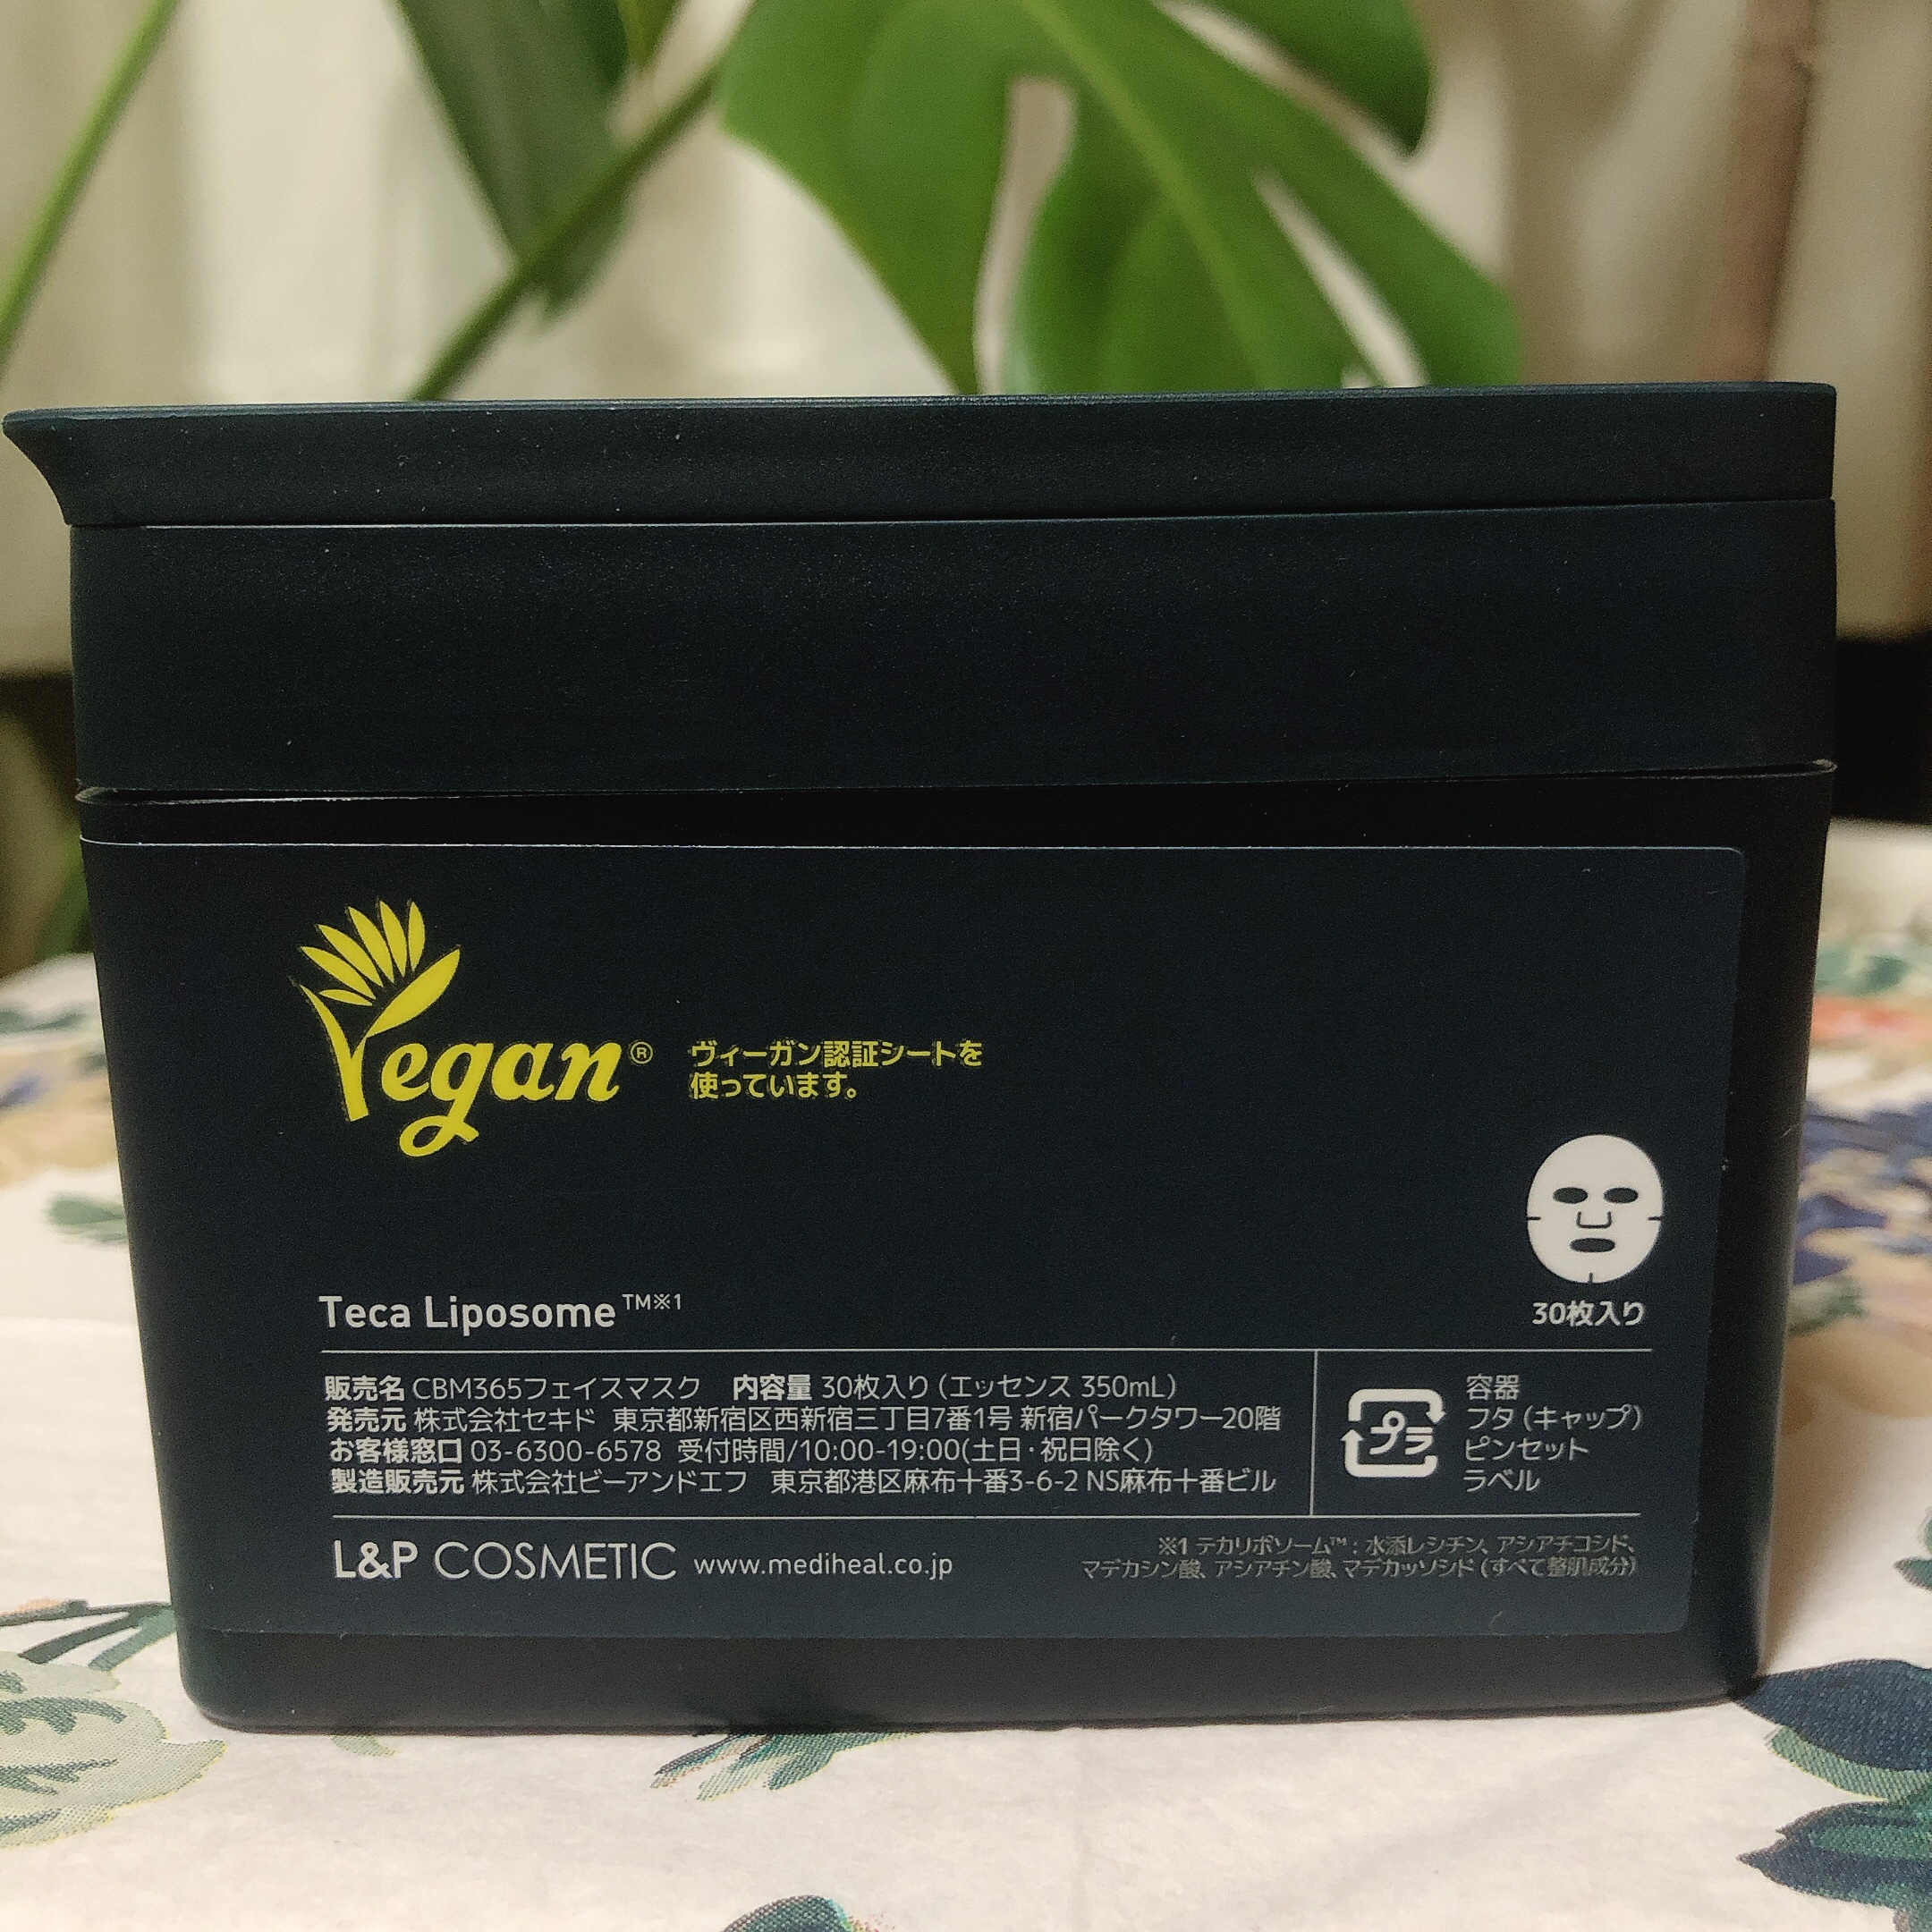 Vegan® ヴィーガン認証シートを
使っています。
30枚入り
Teca Liposome™※1
販売名 CBM365フェイスマスク 内容量 30枚入り（エッセンス 350mL）
発売元 株式会社セキド 東京都新宿区西新宿三丁目7番1号 新宿パークタワー20階
お客様窓口 03-6300-6578 受付時間/10:00-19:00(土日・祝日除く)
製造販売元 株式会社ビーアンドエフ 東京都港区麻布十番3-6-2 NS麻布十番ビル
プラ
容器
フタ（キャップ）
ピンセット
ラベル
L&P COSMETIC www.mediheal.co.jp
※1 テカリポソーム™：水添レシチン、アシアチコシド、
マデカシン酸、アシアチン酸、マデカッソシド（すべて整肌成分）